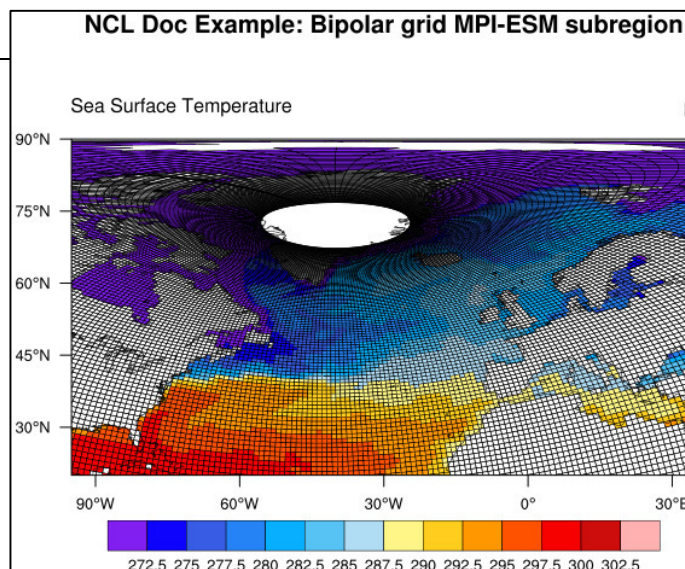 NCL Doc Example: Bipolar grid MPI-ESM subregion
Sea Surface Temperature
90°N
75°N
60°N
45°N
30°N
90°W 60°W 30°W 0° 30°E
272.5 275 277.5 280 282.5 285 287.5 290 292.5 295 297.5 300 302.5